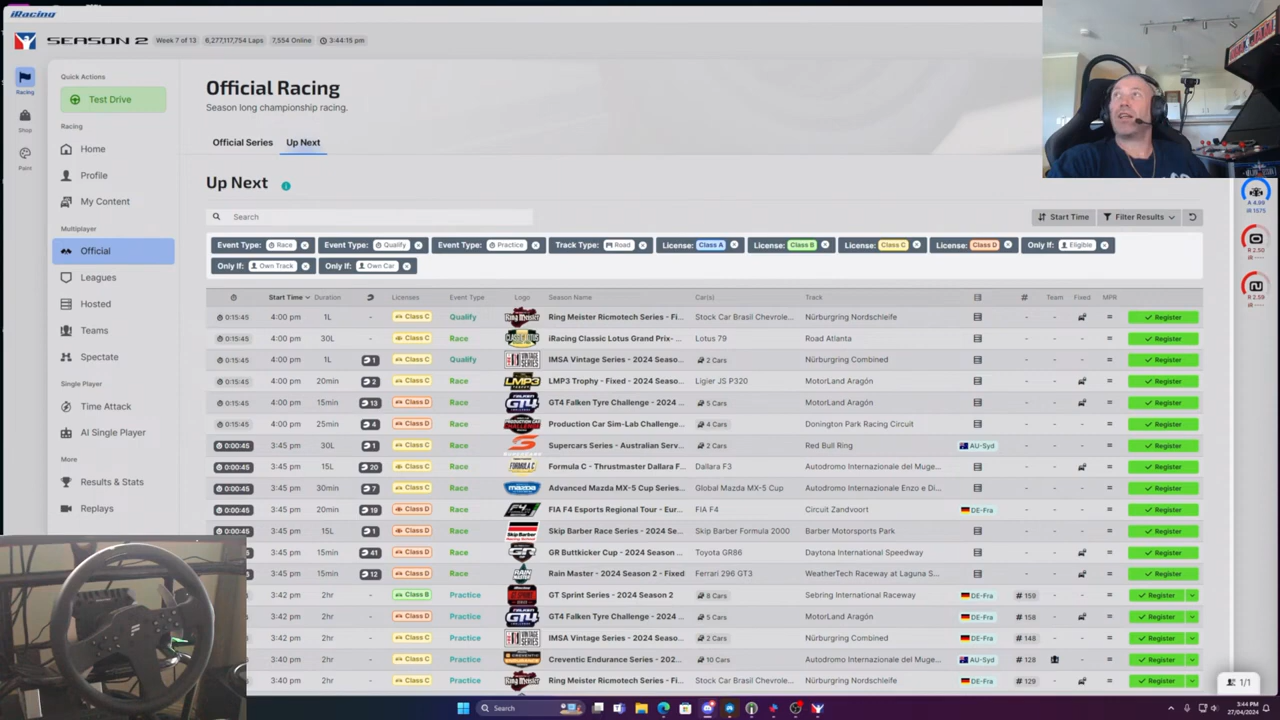 iRacing
SEASON 2 Week 7 of 13 6,277,117,754 Laps 7,554 Online 3:44:15 pm
Racing
Shop
Paint
Quick Actions
Test Drive
Racing
Home
Profile
My Content
Multiplayer
Official
Leagues
Hosted
Teams
Spectate
Single Player
Time Attack
AI Single Player
More
Results & Stats
Replays
Official Racing
Season long championship racing.
Official Series Up Next
Up Next
Search Start Time Filter Results
Event Type: Race Event Type: Qualify Event Type: Practice Track Type: Road License: Class A License: Class B License: Class C License: Class D Only If: Eligible
Only If: Own Track Only If: Own Car
Start Time Duration Licenses Event Type Logo Season Name Car(s) Track # Team Fixed MPR
0:15:45 4:00 pm 1L - Class C Qualify Ring Meister Ricmotech Series - Fi... Stock Car Brasil Chevrole... Nürburgring Nordschleife - - = Register
0:15:45 4:00 pm 30L - Class C Race iRacing Classic Lotus Grand Prix-... Lotus 79 Road Atlanta - - - = Register
0:15:45 4:00 pm 1L 1 Class C Qualify IMSA Vintage Series - 2024 Seaso... 2 Cars Nürburgring Combined - - - = Register
0:15:45 4:00 pm 20min 2 Class C Race LMP3 Trophy - Fixed - 2024 Seas... Ligier JS P320 MotorLand Aragón - - = Register
0:15:45 4:00 pm 15min 13 Class D Race GT4 Falken Tyre Challenge - 2024 ... 5 Cars MotorLand Aragón - - = Register
0:15:45 4:00 pm 25min 4 Class D Race Production Car Sim-Lab Challenge... 4 Cars Donington Park Racing Circuit - - - = Register
0:00:45 3:45 pm 30L 1 Class C Race Supercars Series - Australian Serv... 2 Cars Red Bull Ring AU-Syd - - - = Register
0:00:45 3:45 pm 15L 20 Class C Race Formula C - Thrustmaster Dallara F... Dallara F3 Autodromo Internazionale del Muge... - - = Register
0:00:45 3:45 pm 30min 7 Class C Race Advanced Mazda MX-5 Cup Series... Global Mazda MX-5 Cup Autodromo Internazionale Enzo e Di... - - - = Register
0:00:45 3:45 pm 20min 19 Class D Race FIA F4 Esports Regional Tour - Eur... FIA F4 Circuit Zandvoort DE-Fra - - = Register
0:00:45 3:45 pm 15L 1 Class D Race Skip Barber Race Series - 2024 Se... Skip Barber Formula 2000 Barber Motorsports Park - - - = Register
3:45 pm 15min 41 Class D Race GR Buttkicker Cup - 2024 Season ... Toyota GR86 Daytona International Speedway - - = Register
3:45 pm 15min 12 Class D Race Rain Master - 2024 Season 2 - Fixed Ferrari 296 GT3 WeatherTech Raceway at Laguna S... - - = Register
3:42 pm 2hr - Class B Practice GT Sprint Series - 2024 Season 2 8 Cars Sebring International Raceway DE-Fra # 159 - - = Register
3:42 pm 2hr - Class D Practice GT4 Falken Tyre Challenge - 2024 ... 5 Cars MotorLand Aragón DE-Fra # 158 - = Register
3:42 pm 2hr - Class C Practice IMSA Vintage Series - 2024 Seaso... 2 Cars Nürburgring Combined DE-Fra # 148 - - = Register
3:40 pm 2hr - Class C Practice Creventic Endurance Series - 202... 10 Cars Autodromo Internazionale del Muge... AU-Syd # 128 - = Register
3:40 pm 2hr - Class C Practice Ring Meister Ricmotech Series - Fi... Stock Car Brasil Chevrole... Nürburgring Nordschleife DE-Fra # 129 - = Register
A 4.99
iR 1575
R 2.50
iR ----
R 2.59
iR ----
1/1
Search
3:44 PM
27/04/2024